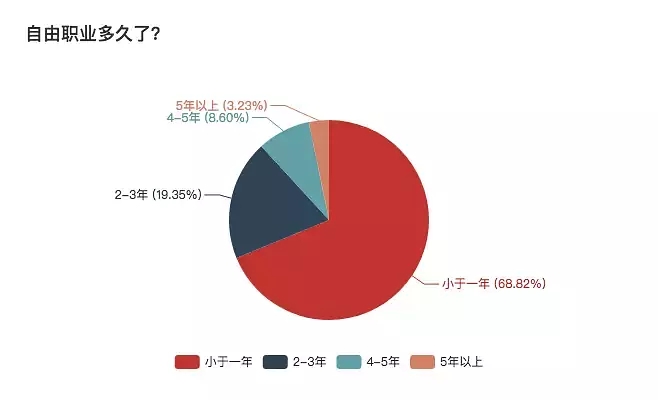 自由职业多久了?
5年以上 (3.23%)
4-5年 (8.60%)
2-3年 (19.35%)
小于一年 (68.82%)
小于一年 2-3年 4-5年 5年以上